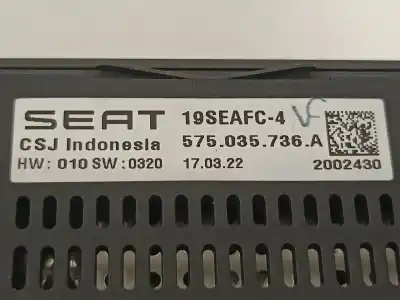 SEAT 19SEAFC-4
CSJ Indonesia 575.035.736.A
HW: 010 SW: 0320 17.03.22 2002430